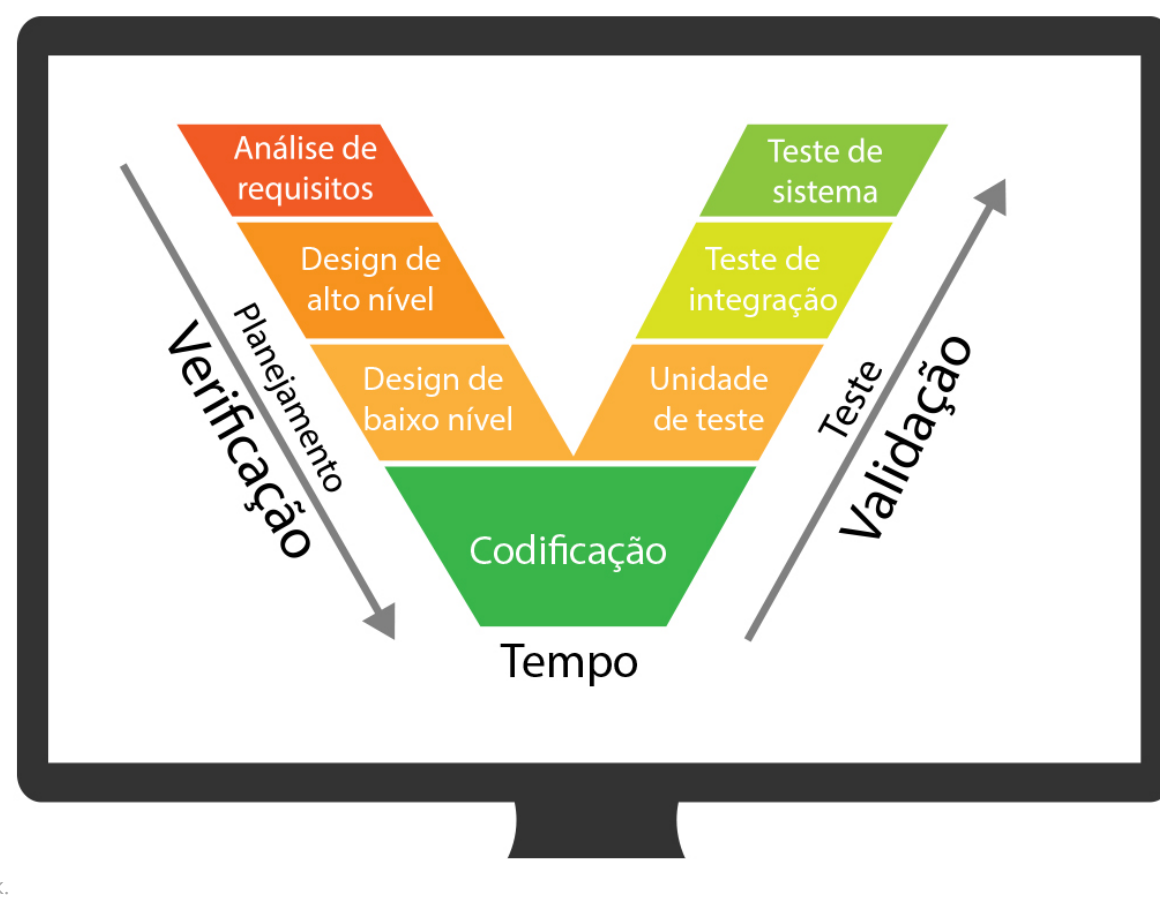 Análise de
requisitos
Design de
alto nível
Design de
baixo nível
Codificação
Unidade
de teste
Teste de
integração
Teste de
sistema
Planejamento
Verificação
Teste
Validação
Tempo